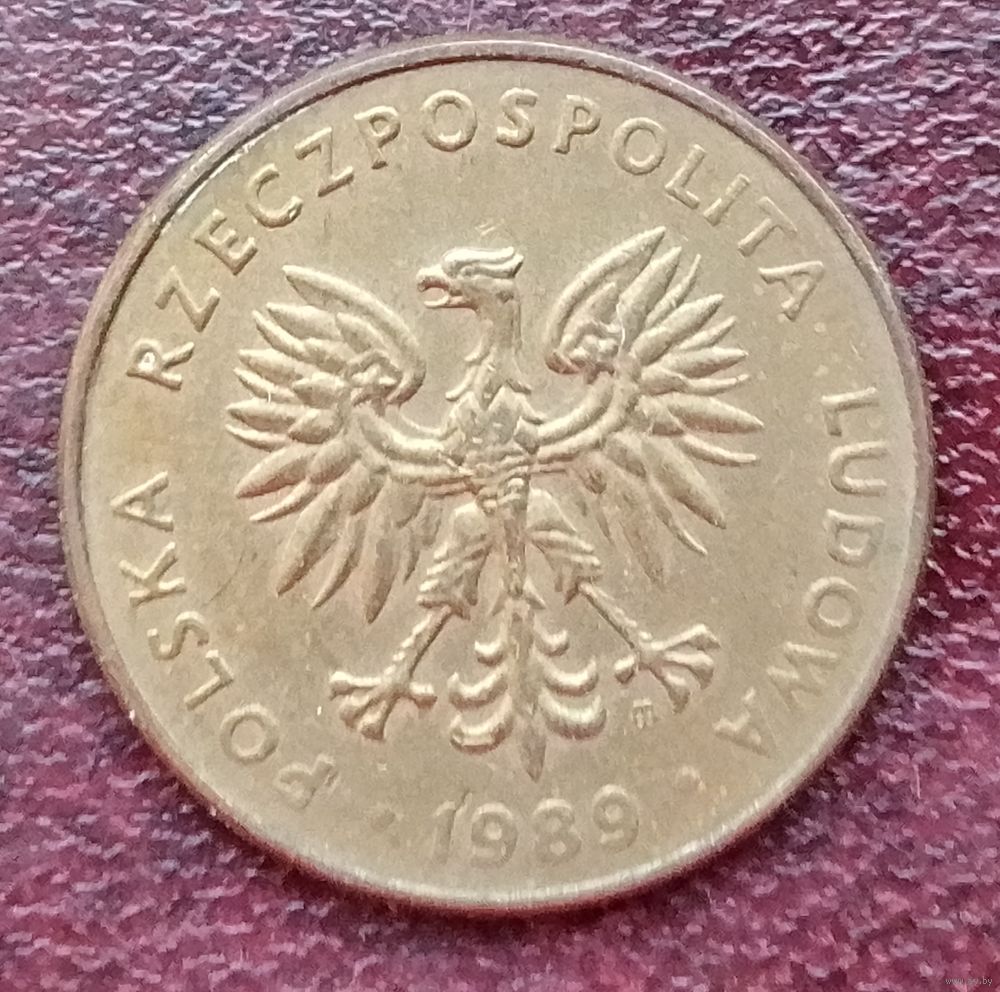 POLSKA RZECZPOSPOLITA LUDOWA
· 1989 ·